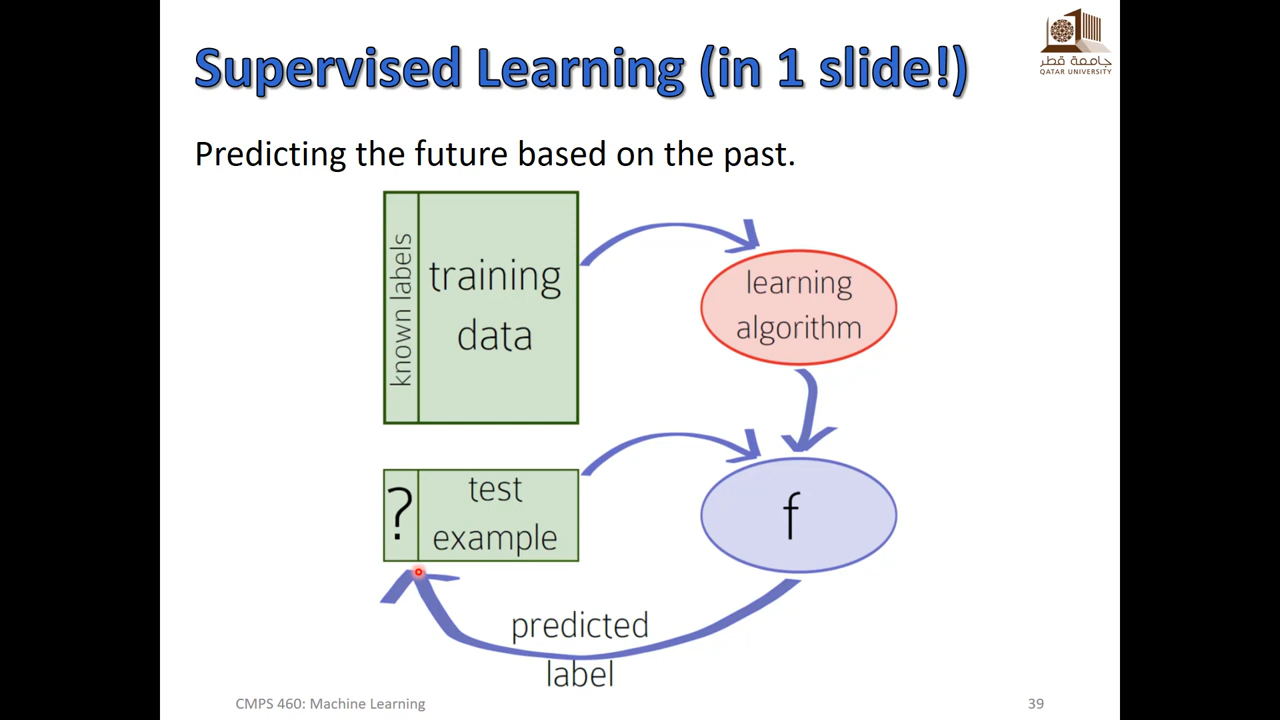 Supervised Learning (in 1 slide!)
جامعة قطر
QATAR UNIVERSITY
Predicting the future based on the past.
known labels
training
data
learning
algorithm
?
test
example
f
predicted
label
CMPS 460: Machine Learning
39